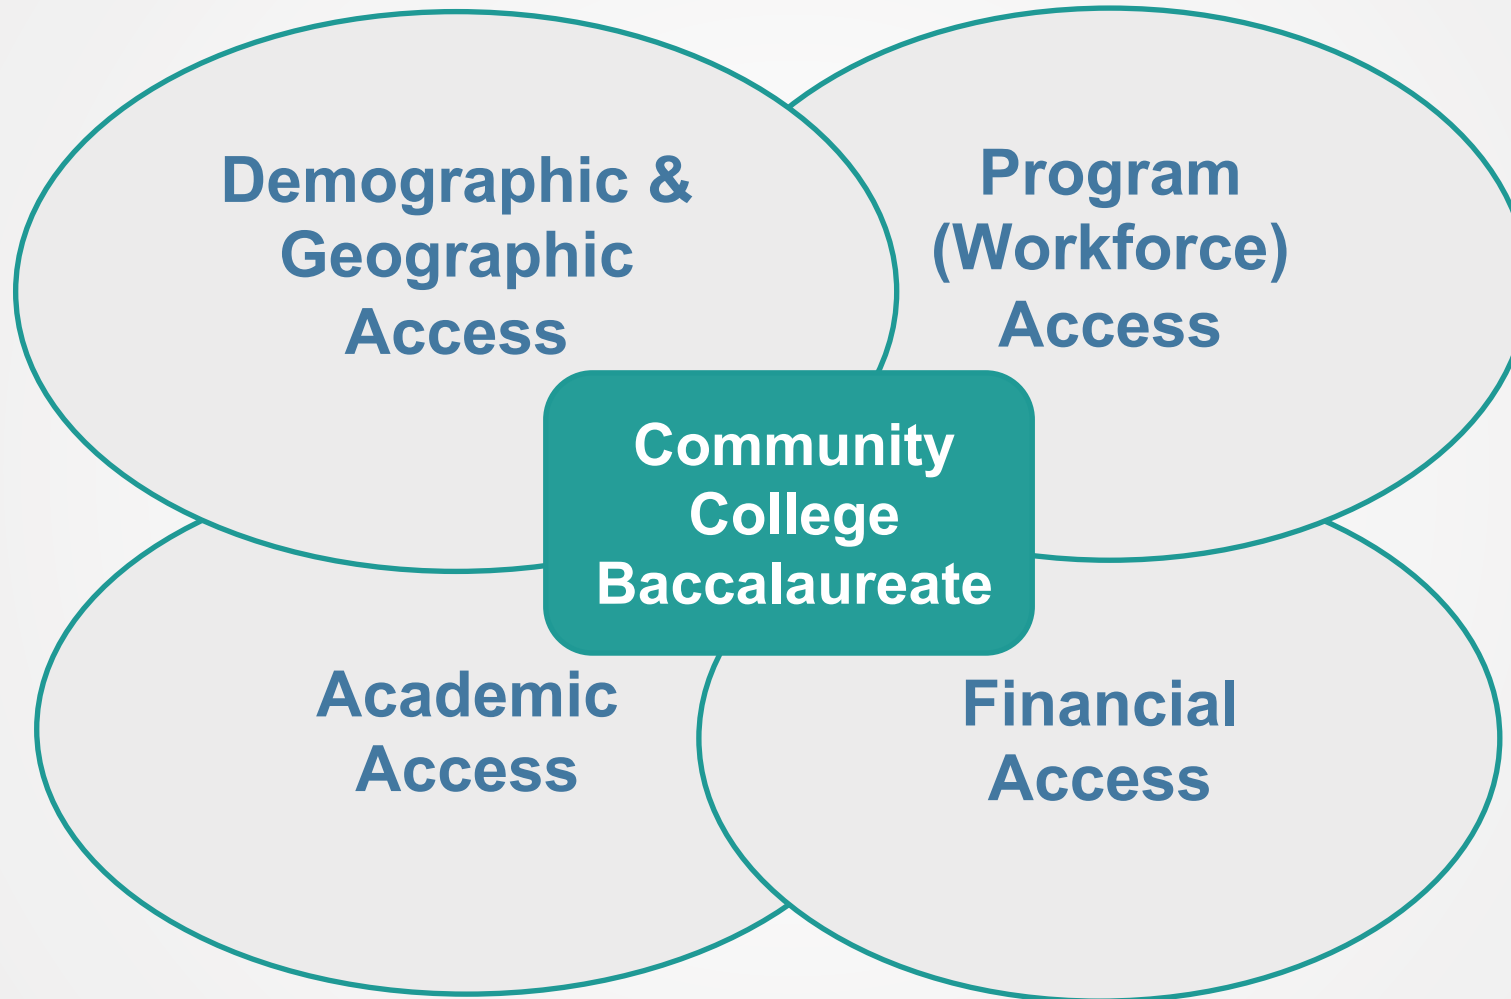 Demographic &
Geographic
Access
Program
(Workforce)
Access
Community
College
Baccalaureate
Academic
Access
Financial
Access